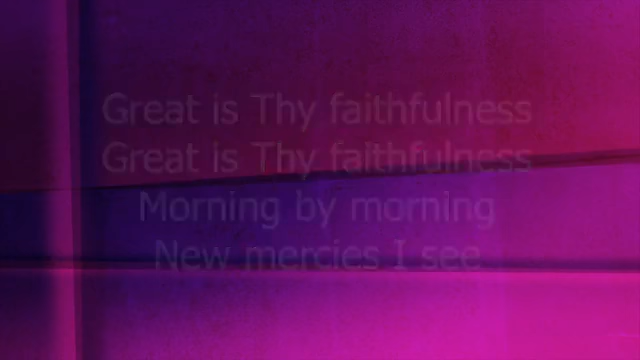 Great is Thy faithfulness
Great is Thy faithfulness
Morning by morning
New mercies I see